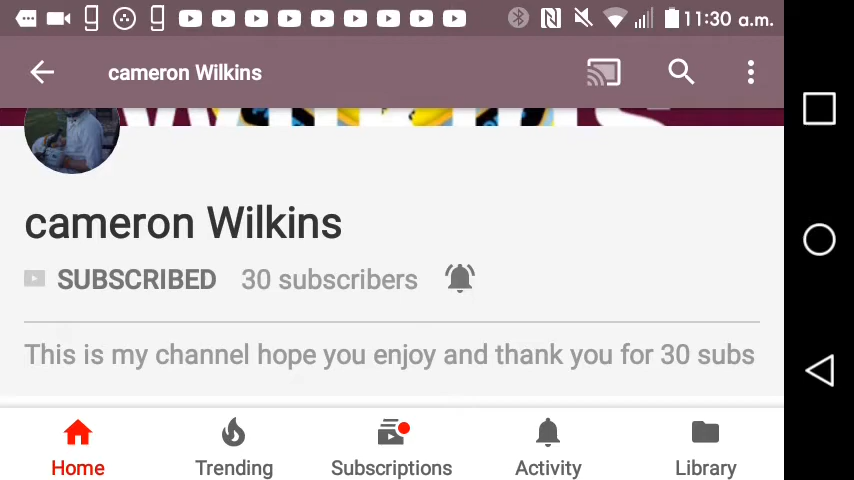 11:30 a.m.
cameron Wilkins
cameron Wilkins
SUBSCRIBED 30 subscribers
This is my channel hope you enjoy and thank you for 30 subs
Home Trending Subscriptions Activity Library